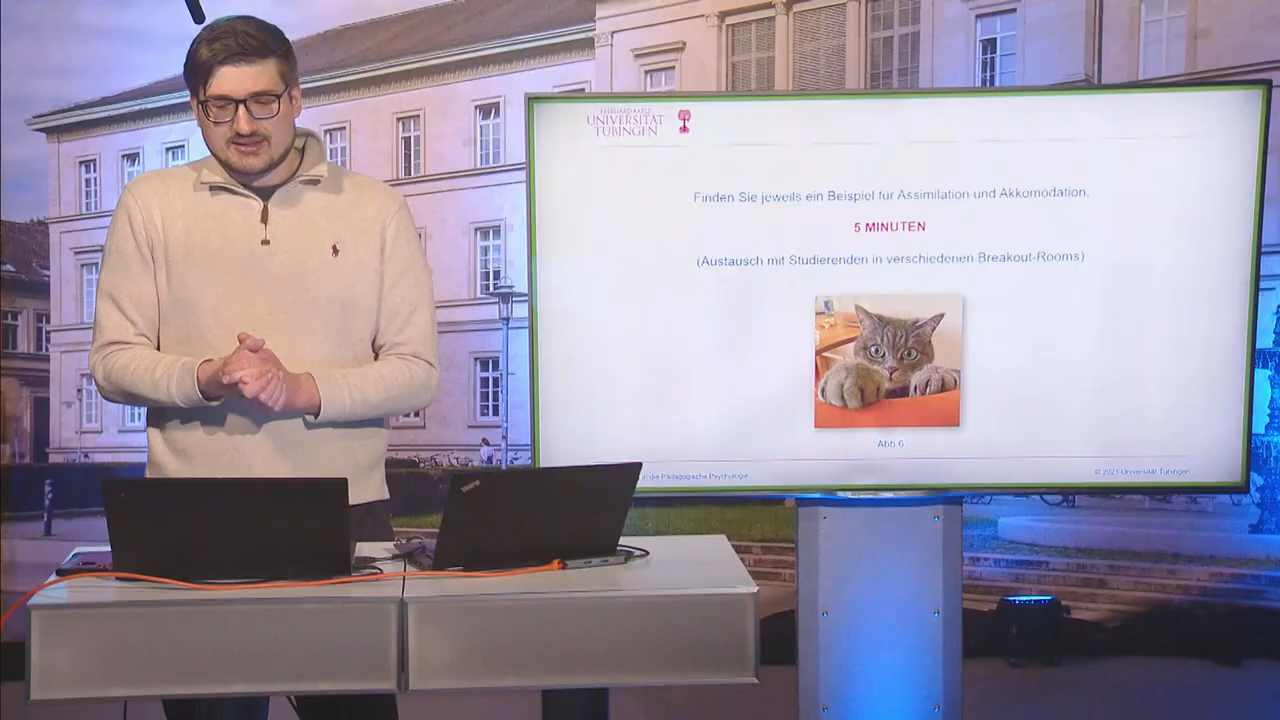 EBERHARD KARLS
UNIVERSITÄT
TÜBINGEN
Finden Sie jeweils ein Beispiel für Assimilation und Akkomodation.
5 MINUTEN
(Austausch mit Studierenden in verschiedenen Breakout-Rooms)
Abb.6
in die Pädagogische Psychologie
© 2021 Universität Tübingen
ThinkPad